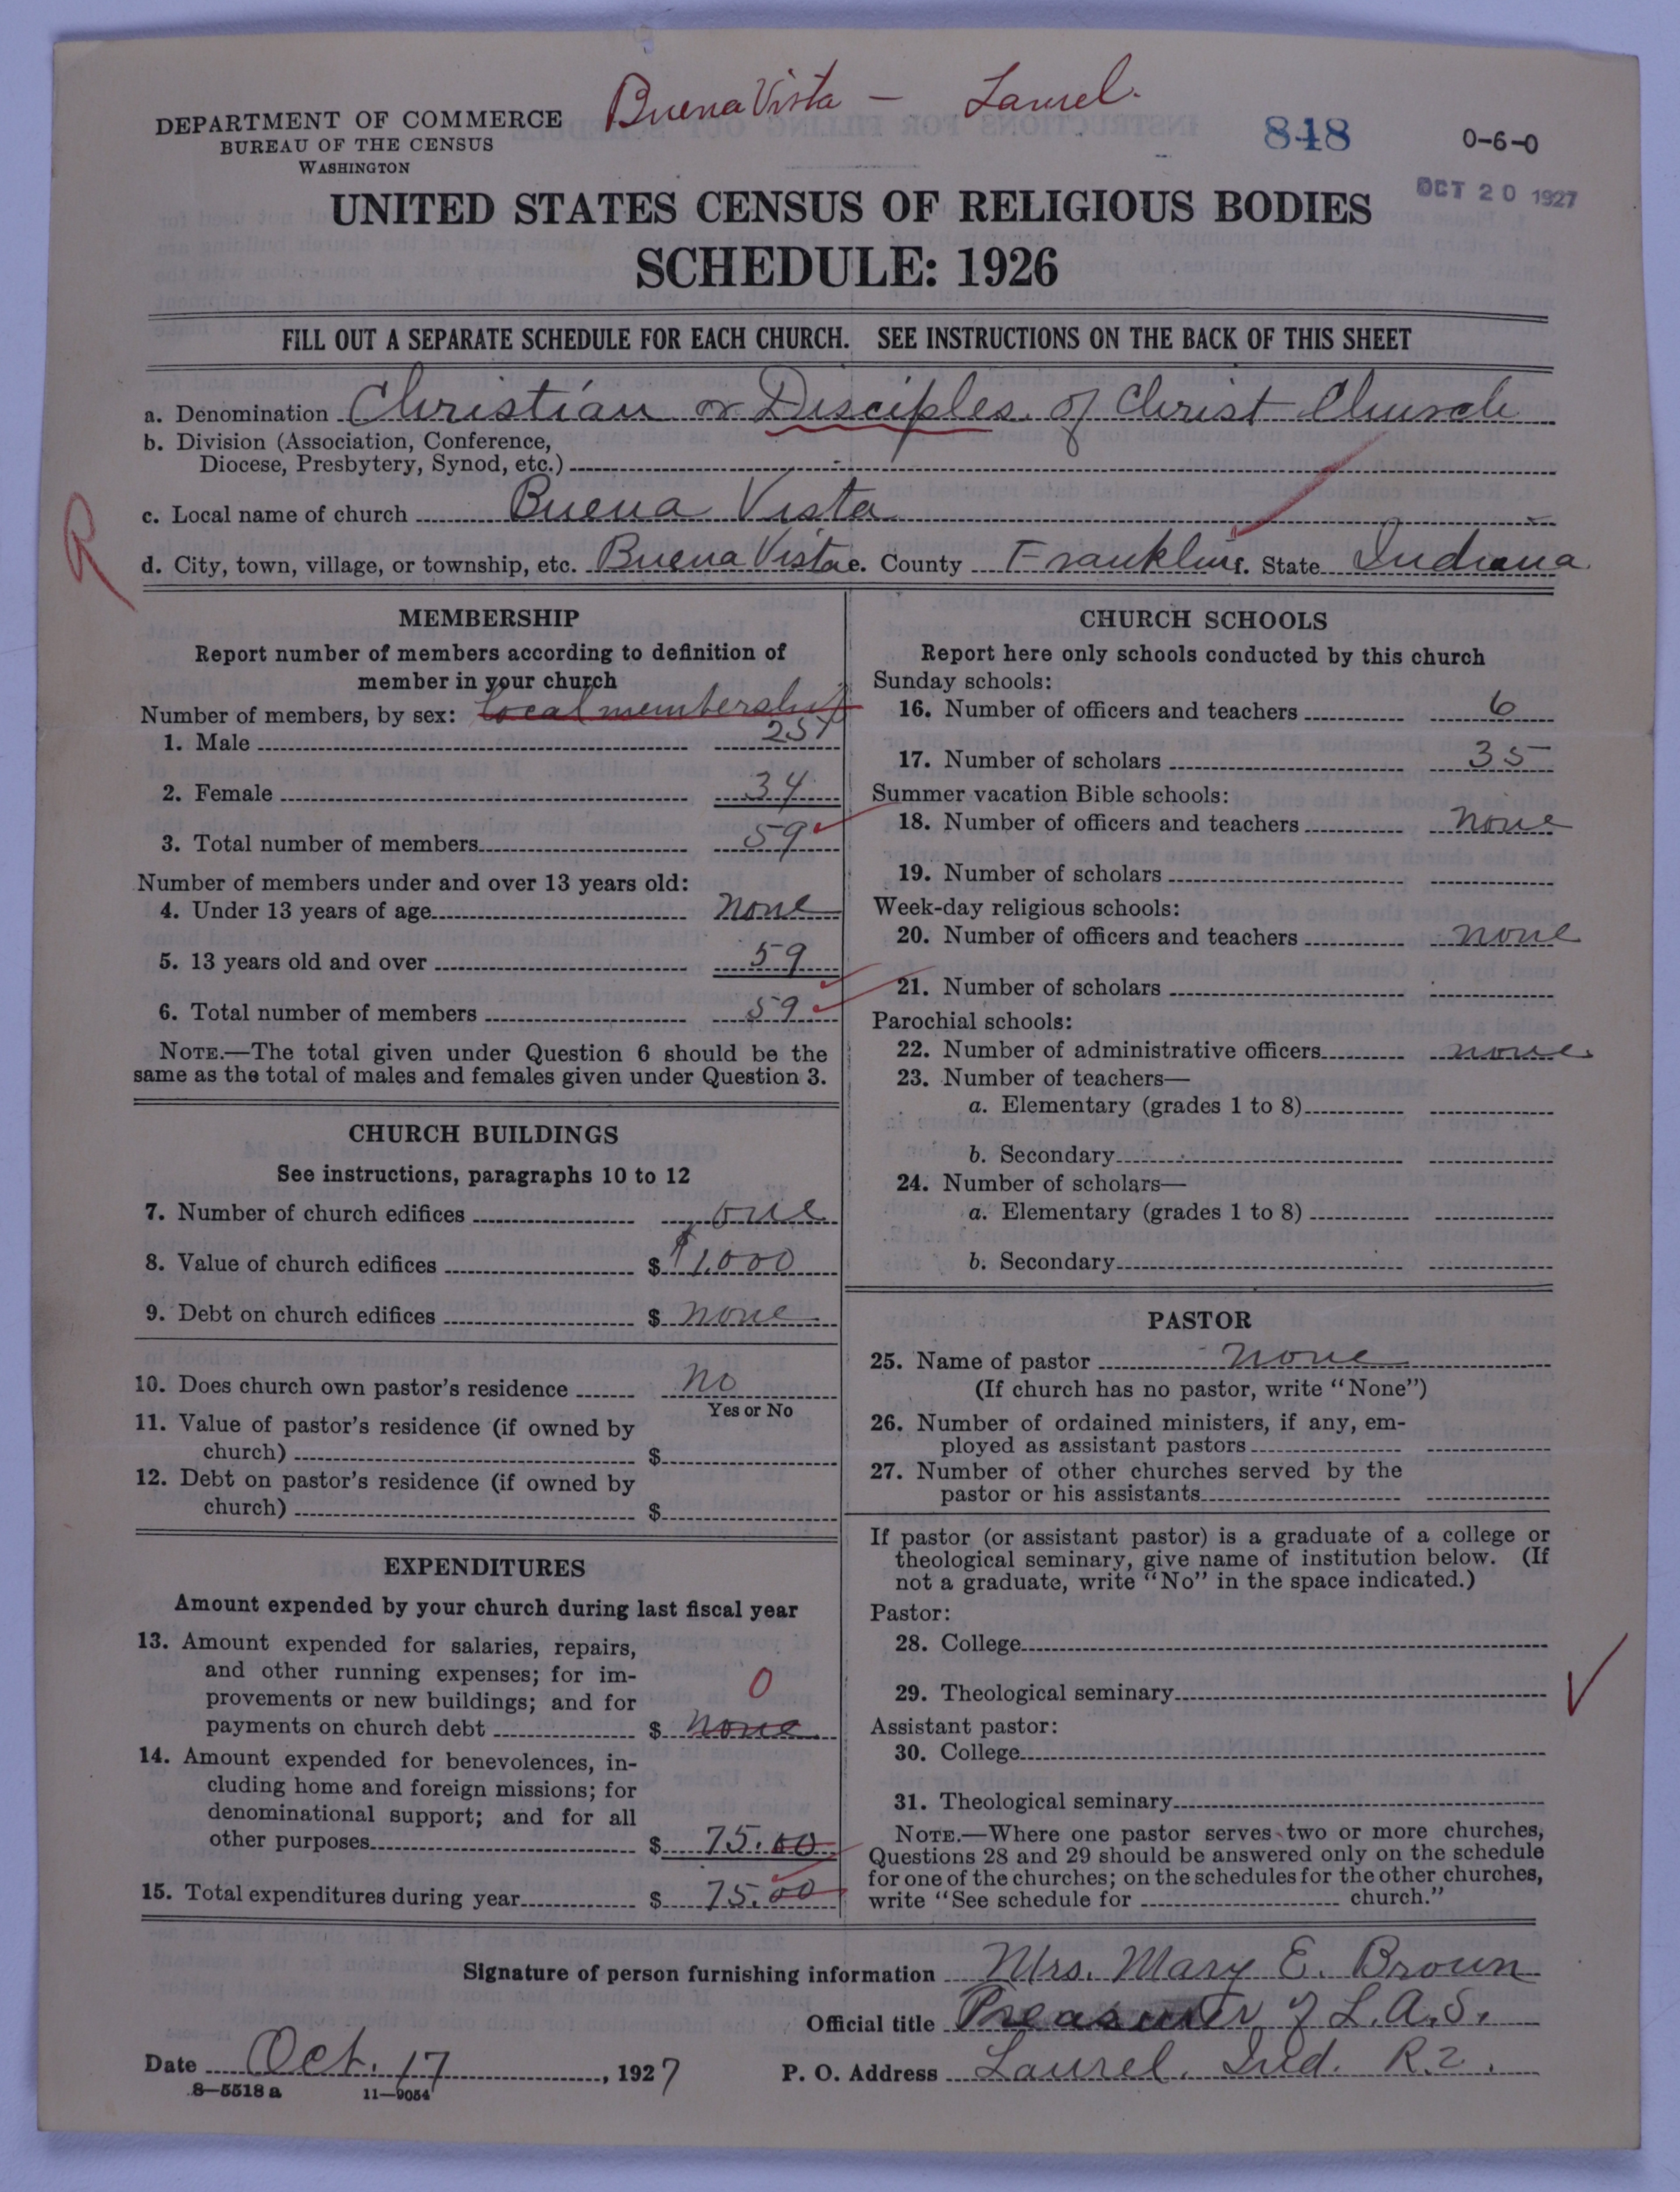 Buena Vista — Laurel.
DEPARTMENT OF COMMERCE
BUREAU OF THE CENSUS
WASHINGTON
848
0-6-0
OCT 20 1927
UNITED STATES CENSUS OF RELIGIOUS BODIES
SCHEDULE: 1926
FILL OUT A SEPARATE SCHEDULE FOR EACH CHURCH. SEE INSTRUCTIONS ON THE BACK OF THIS SHEET
a. Denomination Christian or Disciples of Christ Church
b. Division (Association, Conference,
Diocese, Presbytery, Synod, etc.)
R
c. Local name of church Buena Vista
d. City, town, village, or township, etc. Buena Vista e. County Franklin f. State Indiana
MEMBERSHIP
Report number of members according to definition of
member in your church
Number of members, by sex: Local membership
1. Male 25
2. Female 34
3. Total number of members 59
Number of members under and over 13 years old:
4. Under 13 years of age none
5. 13 years old and over 59
6. Total number of members 59
NOTE.—The total given under Question 6 should be the
same as the total of males and females given under Question 3.
CHURCH BUILDINGS
See instructions, paragraphs 10 to 12
7. Number of church edifices one
8. Value of church edifices $ $1,000
9. Debt on church edifices $ none
10. Does church own pastor's residence no
Yes or No
11. Value of pastor's residence (if owned by
church) $
12. Debt on pastor's residence (if owned by
church) $
EXPENDITURES
Amount expended by your church during last fiscal year
13. Amount expended for salaries, repairs,
and other running expenses; for im-
provements or new buildings; and for
0
payments on church debt $ none
14. Amount expended for benevolences, in-
cluding home and foreign missions; for
denominational support; and for all
other purposes $ 75.00
15. Total expenditures during year $ 75.00
CHURCH SCHOOLS
Report here only schools conducted by this church
Sunday schools:
16. Number of officers and teachers 6
17. Number of scholars 35
Summer vacation Bible schools:
18. Number of officers and teachers none
19. Number of scholars
Week-day religious schools:
20. Number of officers and teachers none
21. Number of scholars
Parochial schools:
22. Number of administrative officers none
23. Number of teachers—
a. Elementary (grades 1 to 8)
b. Secondary
24. Number of scholars—
a. Elementary (grades 1 to 8)
b. Secondary
PASTOR
25. Name of pastor none
(If church has no pastor, write "None")
26. Number of ordained ministers, if any, em-
ployed as assistant pastors
27. Number of other churches served by the
pastor or his assistants
If pastor (or assistant pastor) is a graduate of a college or
theological seminary, give name of institution below. (If
not a graduate, write "No" in the space indicated.)
Pastor:
28. College
29. Theological seminary
Assistant pastor:
30. College
31. Theological seminary
NOTE.—Where one pastor serves two or more churches,
Questions 28 and 29 should be answered only on the schedule
for one of the churches; on the schedules for the other churches,
write "See schedule for church."
Signature of person furnishing information Mrs. Mary E. Brown
Official title Treasurer of L.A.S.
Date Oct. 17, 1927 P. O. Address Laurel, Ind. R.2.
8—5518 a 11—9054